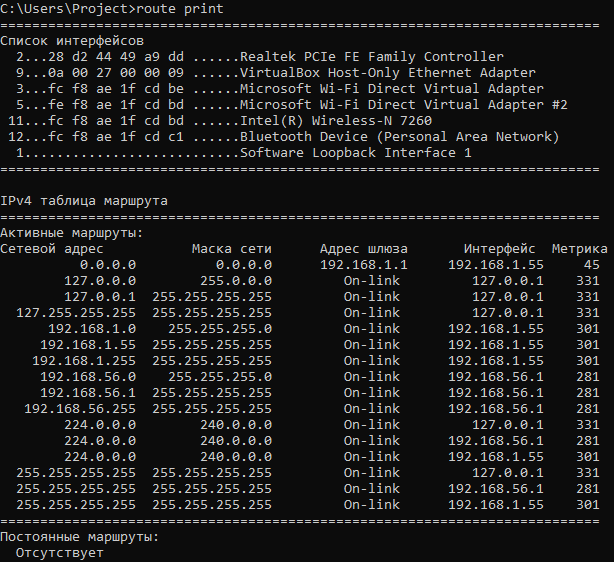 C:\Users\Project>route print
===========================================================================
Список интерфейсов
  2...28 d2 44 49 a9 dd ......Realtek PCIe FE Family Controller
  9...0a 00 27 00 00 09 ......VirtualBox Host-Only Ethernet Adapter
  3...fc f8 ae 1f cd be ......Microsoft Wi-Fi Direct Virtual Adapter
  5...fe f8 ae 1f cd bd ......Microsoft Wi-Fi Direct Virtual Adapter #2
 11...fc f8 ae 1f cd bd ......Intel(R) Wireless-N 7260
 12...fc f8 ae 1f cd c1 ......Bluetooth Device (Personal Area Network)
  1...........................Software Loopback Interface 1
===========================================================================
IPv4 таблица маршрута
===========================================================================
Активные маршруты:
Сетевой адрес           Маска сети      Адрес шлюза       Интерфейс  Метрика
          0.0.0.0          0.0.0.0      192.168.1.1     192.168.1.55     45
        127.0.0.0        255.0.0.0         On-link         127.0.0.1    331
        127.0.0.1  255.255.255.255         On-link         127.0.0.1    331
  127.255.255.255  255.255.255.255         On-link         127.0.0.1    331
      192.168.1.0    255.255.255.0         On-link      192.168.1.55    301
     192.168.1.55  255.255.255.255         On-link      192.168.1.55    301
    192.168.1.255  255.255.255.255         On-link      192.168.1.55    301
     192.168.56.0    255.255.255.0         On-link      192.168.56.1    281
     192.168.56.1  255.255.255.255         On-link      192.168.56.1    281
   192.168.56.255  255.255.255.255         On-link      192.168.56.1    281
        224.0.0.0        240.0.0.0         On-link         127.0.0.1    331
        224.0.0.0        240.0.0.0         On-link      192.168.56.1    281
        224.0.0.0        240.0.0.0         On-link      192.168.1.55    301
  255.255.255.255  255.255.255.255         On-link         127.0.0.1    331
  255.255.255.255  255.255.255.255         On-link      192.168.56.1    281
  255.255.255.255  255.255.255.255         On-link      192.168.1.55    301
===========================================================================
Постоянные маршруты:
  Отсутствует